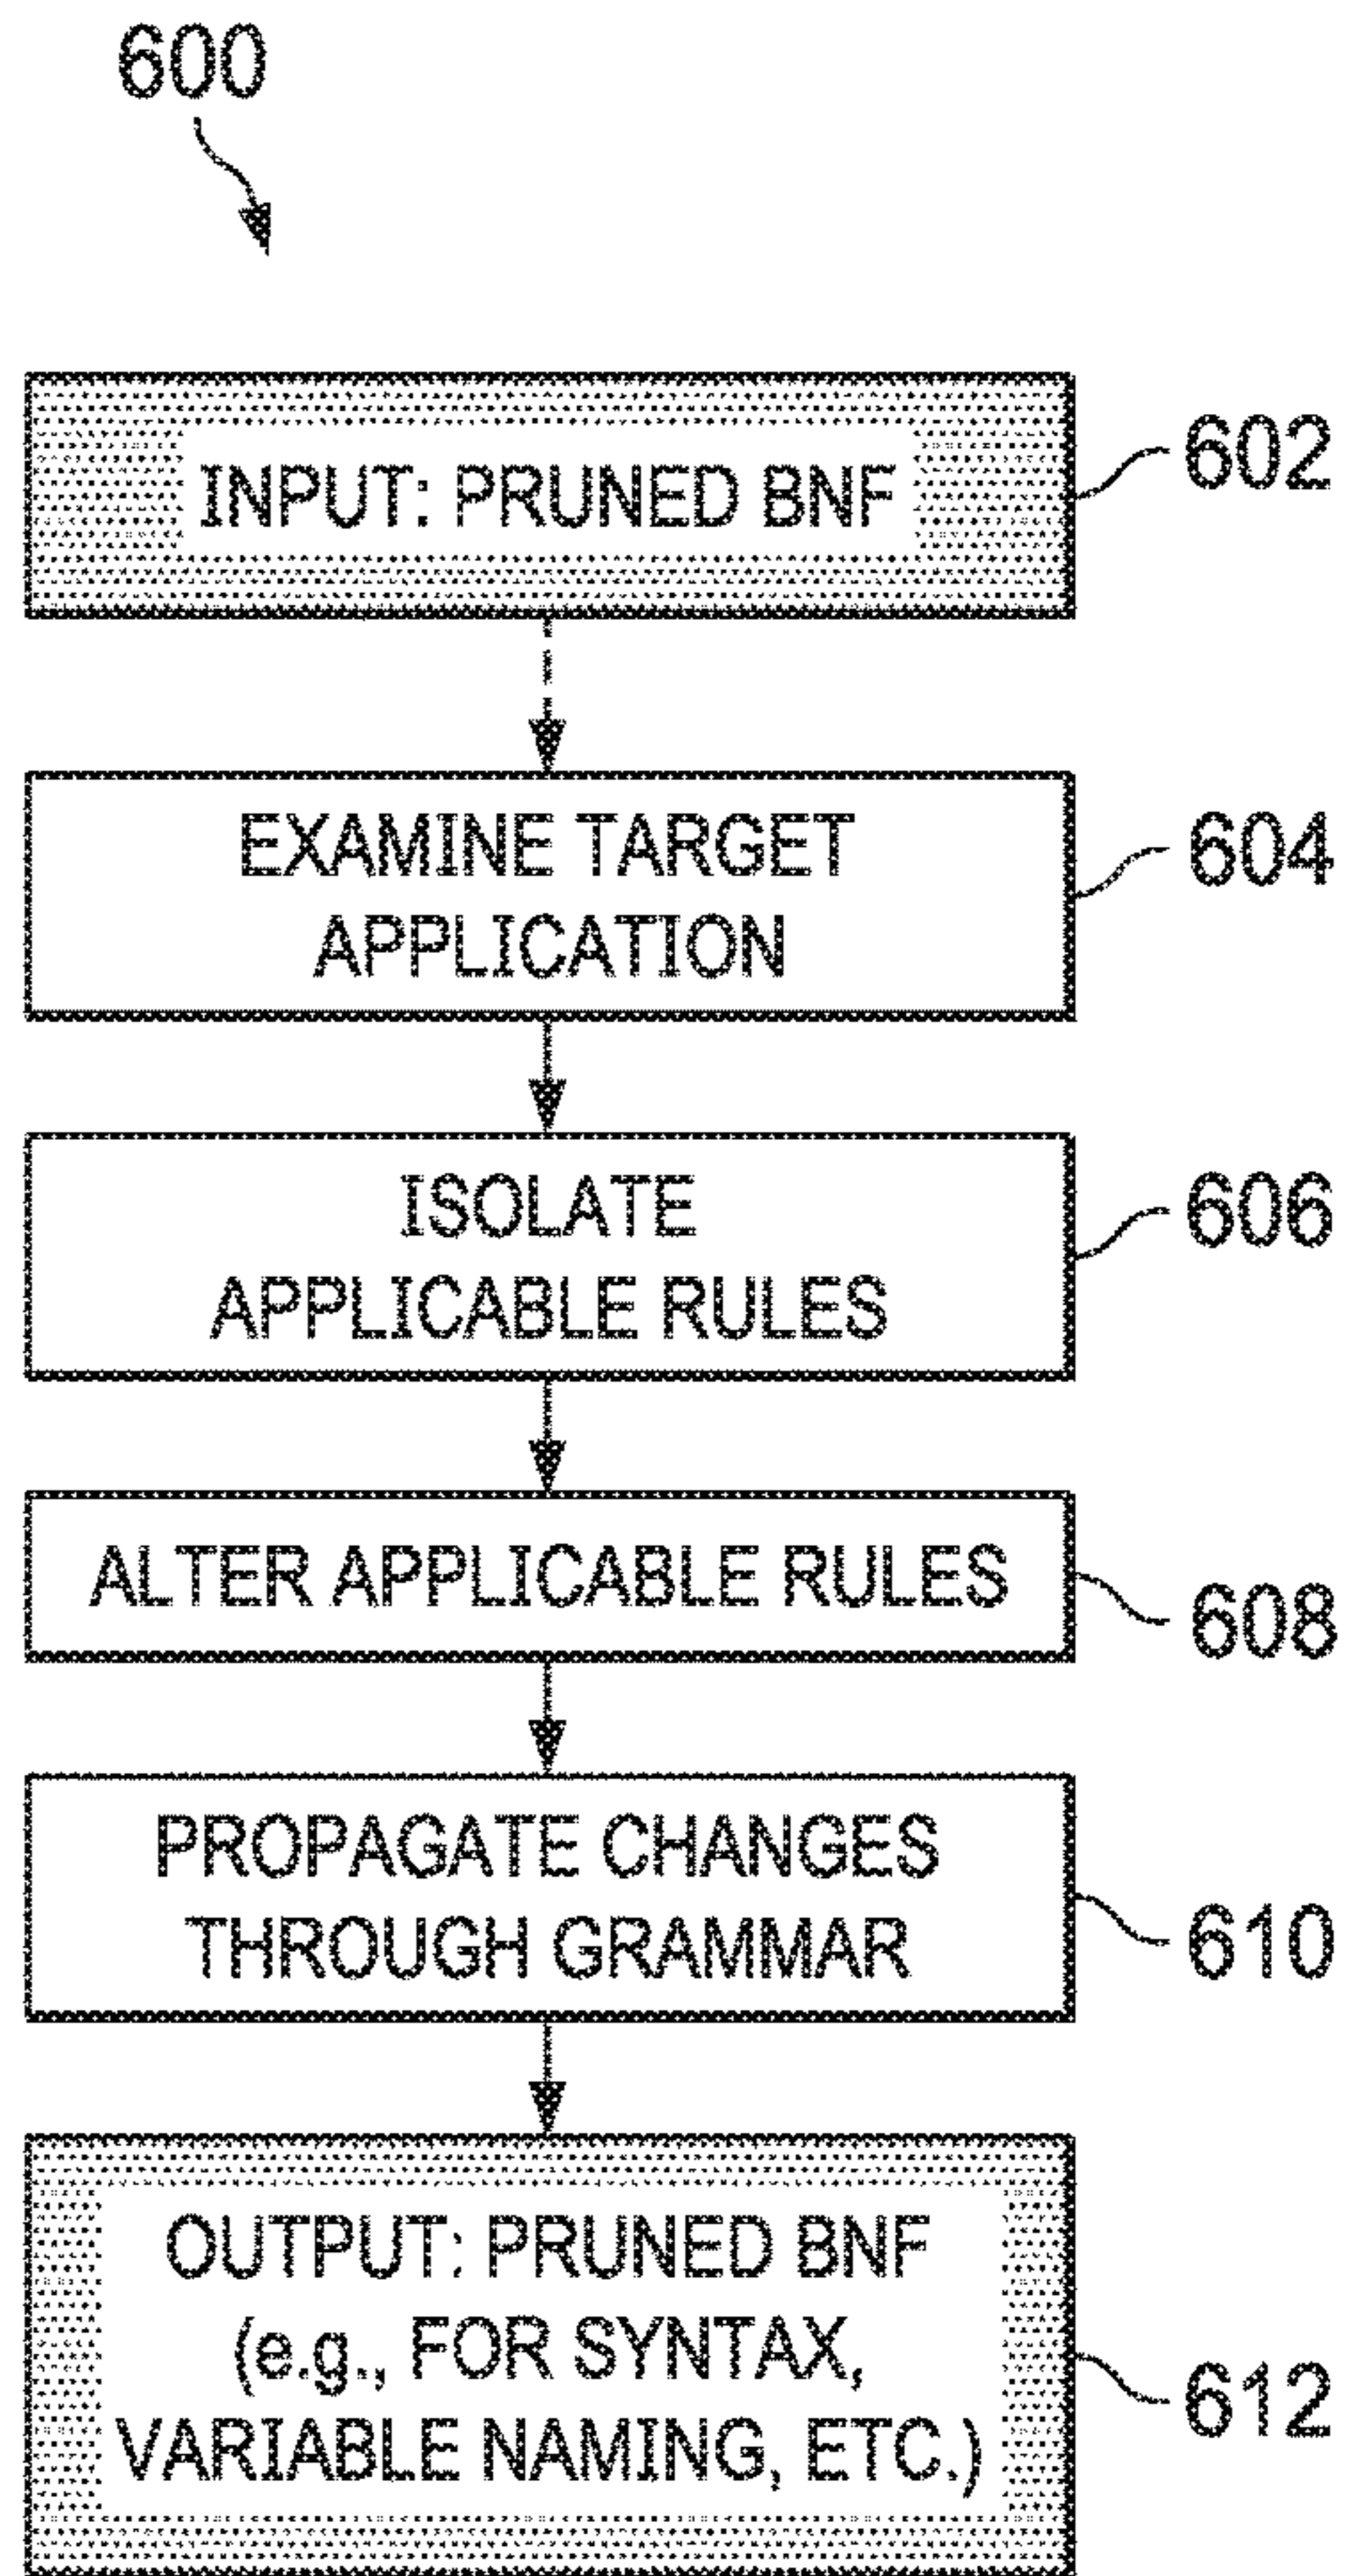 600
INPUT: PRUNED BNF
602
EXAMINE TARGET
APPLICATION
604
ISOLATE
APPLICABLE RULES
606
ALTER APPLICABLE RULES
608
PROPAGATE CHANGES
THROUGH GRAMMAR
610
OUTPUT: PRUNED BNF
(e.g., FOR SYNTAX,
VARIABLE NAMING, ETC.)
612